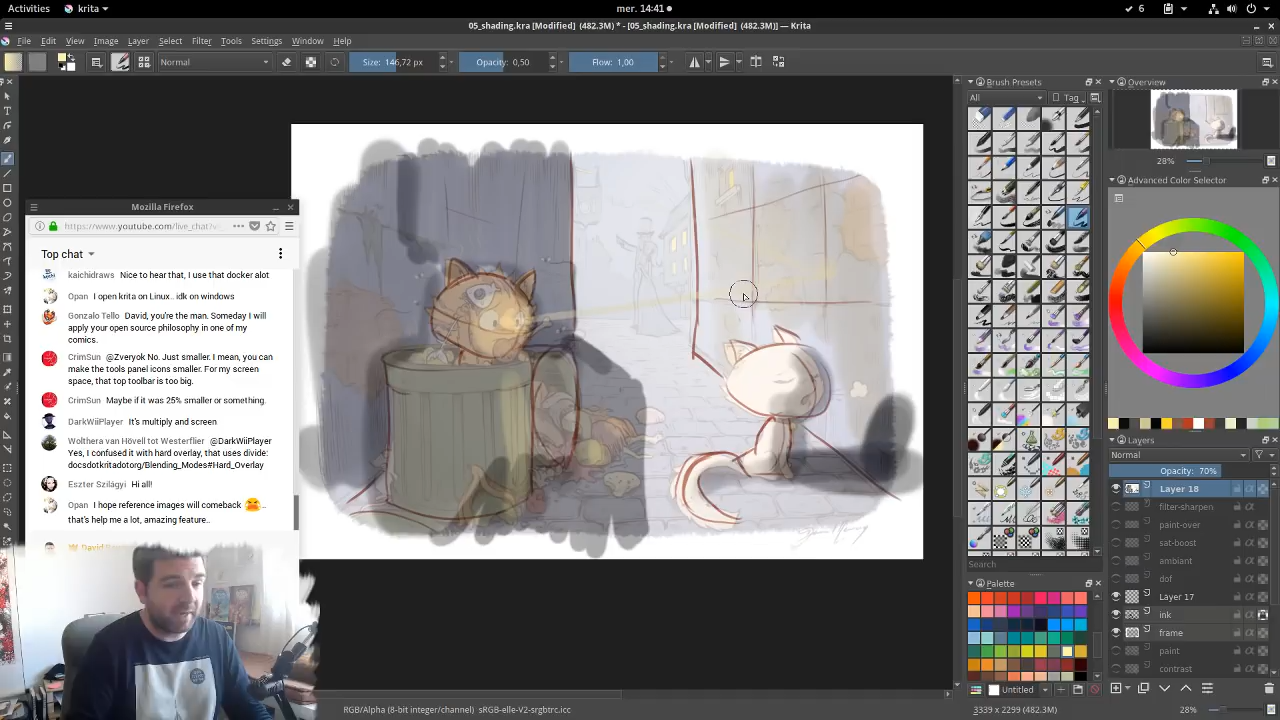 Activities
krita
mer. 14:41
6
05_shading.kra [Modified] (482.3M) * - [05_shading.kra [Modified] (482.3M)] — Krita
File Edit View Image Layer Select Filter Tools Settings Window Help
Normal
Size: 146,72 px
Opacity: 0,50
Flow: 1,00
Mozilla Firefox
https://www.youtube.com/live_chat?v=
Top chat
kaichidraws Nice to hear that, I use that docker alot
Opan I open krita on Linux.. idk on windows
Gonzalo Tello David, you're the man. Someday I will
apply your open source philosophy in one of my
comics.
CrimSun @Zveryok No. Just smaller. I mean, you can
make the tools panel icons smaller. For my screen
space, that top toolbar is too big.
CrimSun Maybe if it was 25% smaller or something.
DarkWiiPlayer It's multiply and screen
Wolthera van Hövell tot Westerflier @DarkWiiPlayer
Yes, I confused it with hard overlay, that uses divide:
docsdotkritadotorg/Blending_Modes#Hard_Overlay
Eszter Szilágyi Hi all!
Opan I hope reference images will comeback
that's help me a lot, amazing feature..
Brush Presets
All
Tag
Search
Palette
Untitled
Overview
28%
Advanced Color Selector
Layers
Normal
Opacity: 70%
Layer 18
filter-sharpen
paint-over
sat-boost
ambiant
dof
Layer 17
ink
frame
paint
contrast
RGB/Alpha (8-bit integer/channel) sRGB-elle-V2-srgbtrc.icc
3339 x 2299 (482.3M)
28%